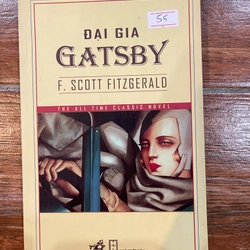 55
ĐẠI GIA
GATSBY
F. SCOTT FITZGERALD
THE ALL TIME CLASSIC NOVEL